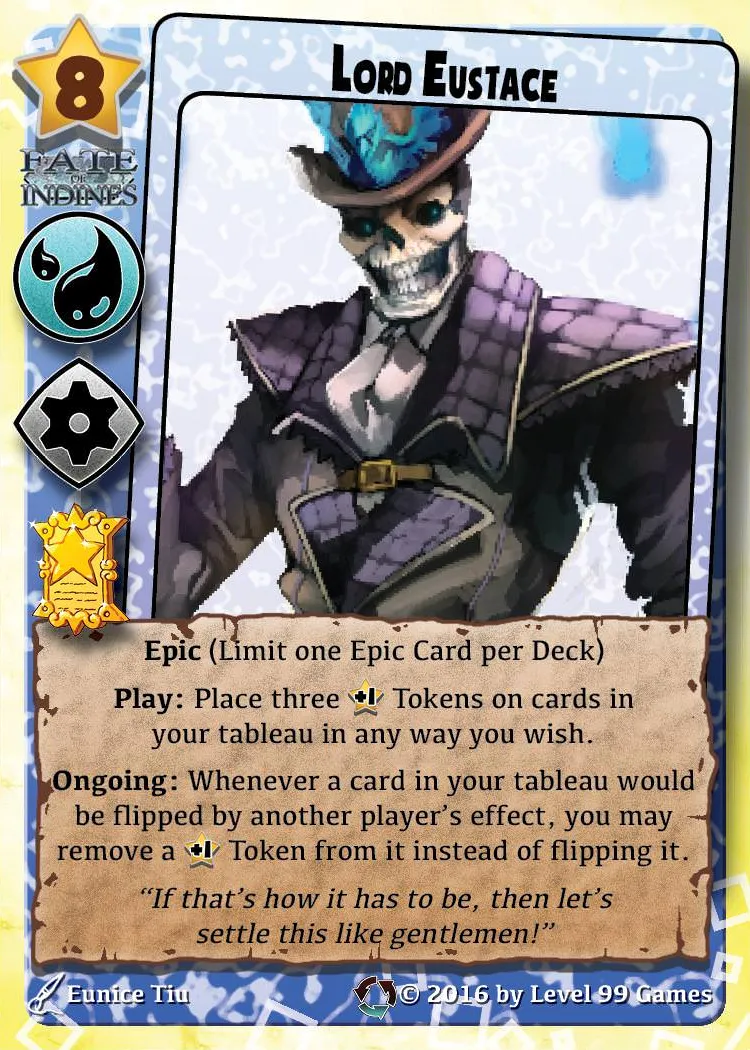 8
LORD EUSTACE
FATE
OF
INDINES
Epic (Limit one Epic Card per Deck)
Play: Place three +1 Tokens on cards in
your tableau in any way you wish.
Ongoing: Whenever a card in your tableau would
be flipped by another player’s effect, you may
remove a +1 Token from it instead of flipping it.
“If that’s how it has to be, then let’s
settle this like gentlemen!”
Eunice Tiu
© 2016 by Level 99 Games